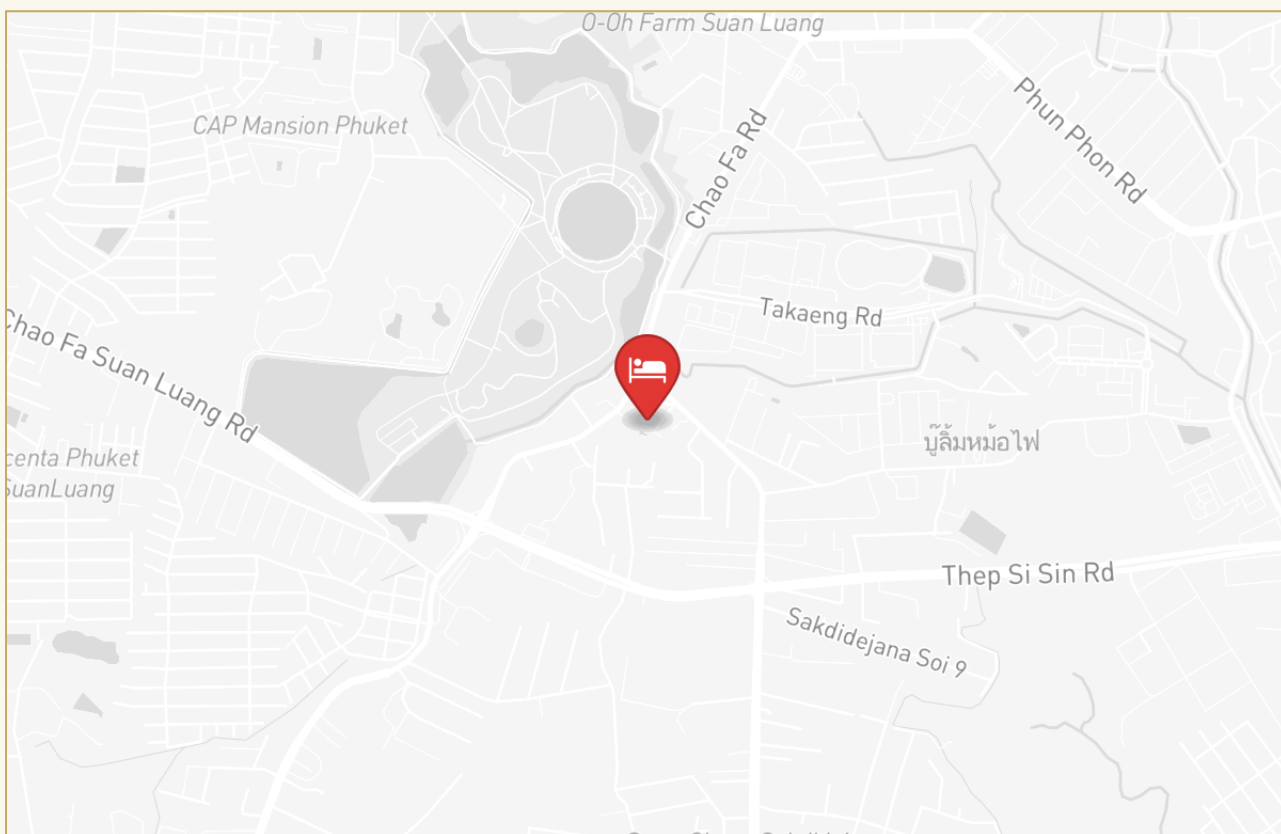 O-Oh Farm Suan Luang
CAP Mansion Phuket
Chao Fa Rd
Phun Phon Rd
Takaeng Rd
Chao Fa Suan Luang Rd
centa Phuket
SuanLuang
บู๊ลิ้มหม้อไฟ
Thep Si Sin Rd
Sakdidejana Soi 9